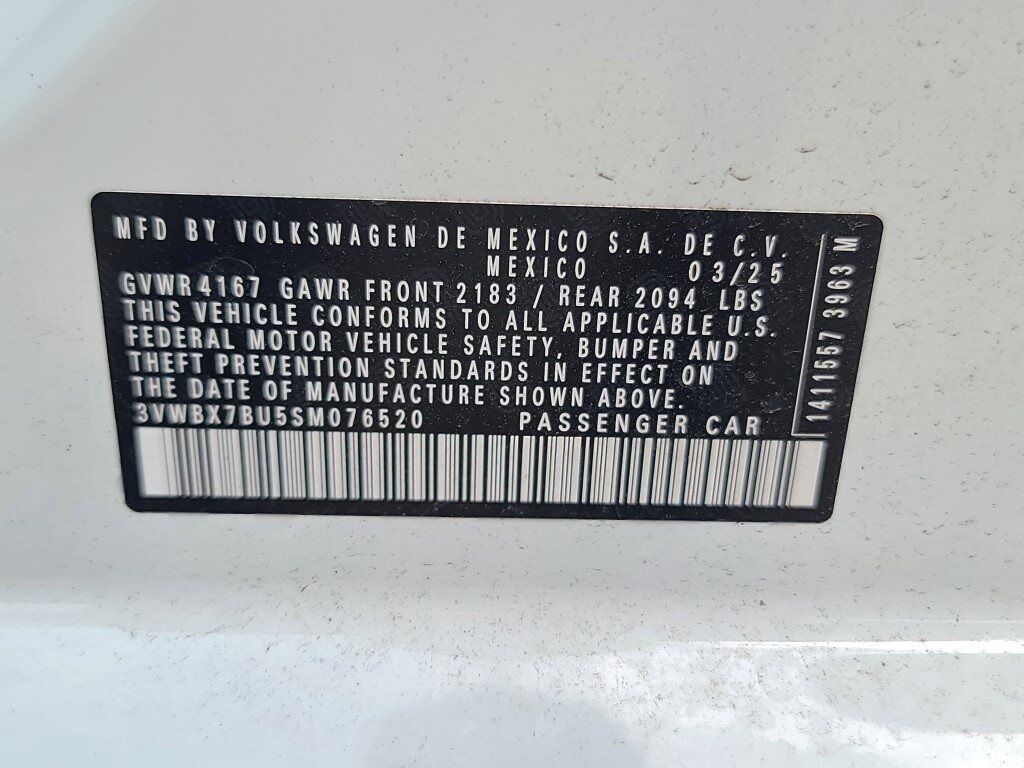 MFD BY VOLKSWAGEN DE MEXICO S.A. DE C.V.
MEXICO 03/25
GVWR 4167 GAWR FRONT 2183 / REAR 2094 LBS
THIS VEHICLE CONFORMS TO ALL APPLICABLE U.S.
FEDERAL MOTOR VEHICLE SAFETY, BUMPER AND
THEFT PREVENTION STANDARDS IN EFFECT ON
THE DATE OF MANUFACTURE SHOWN ABOVE.
3VWBX7BU5SM076520 PASSENGER CAR
1411557 3963 M